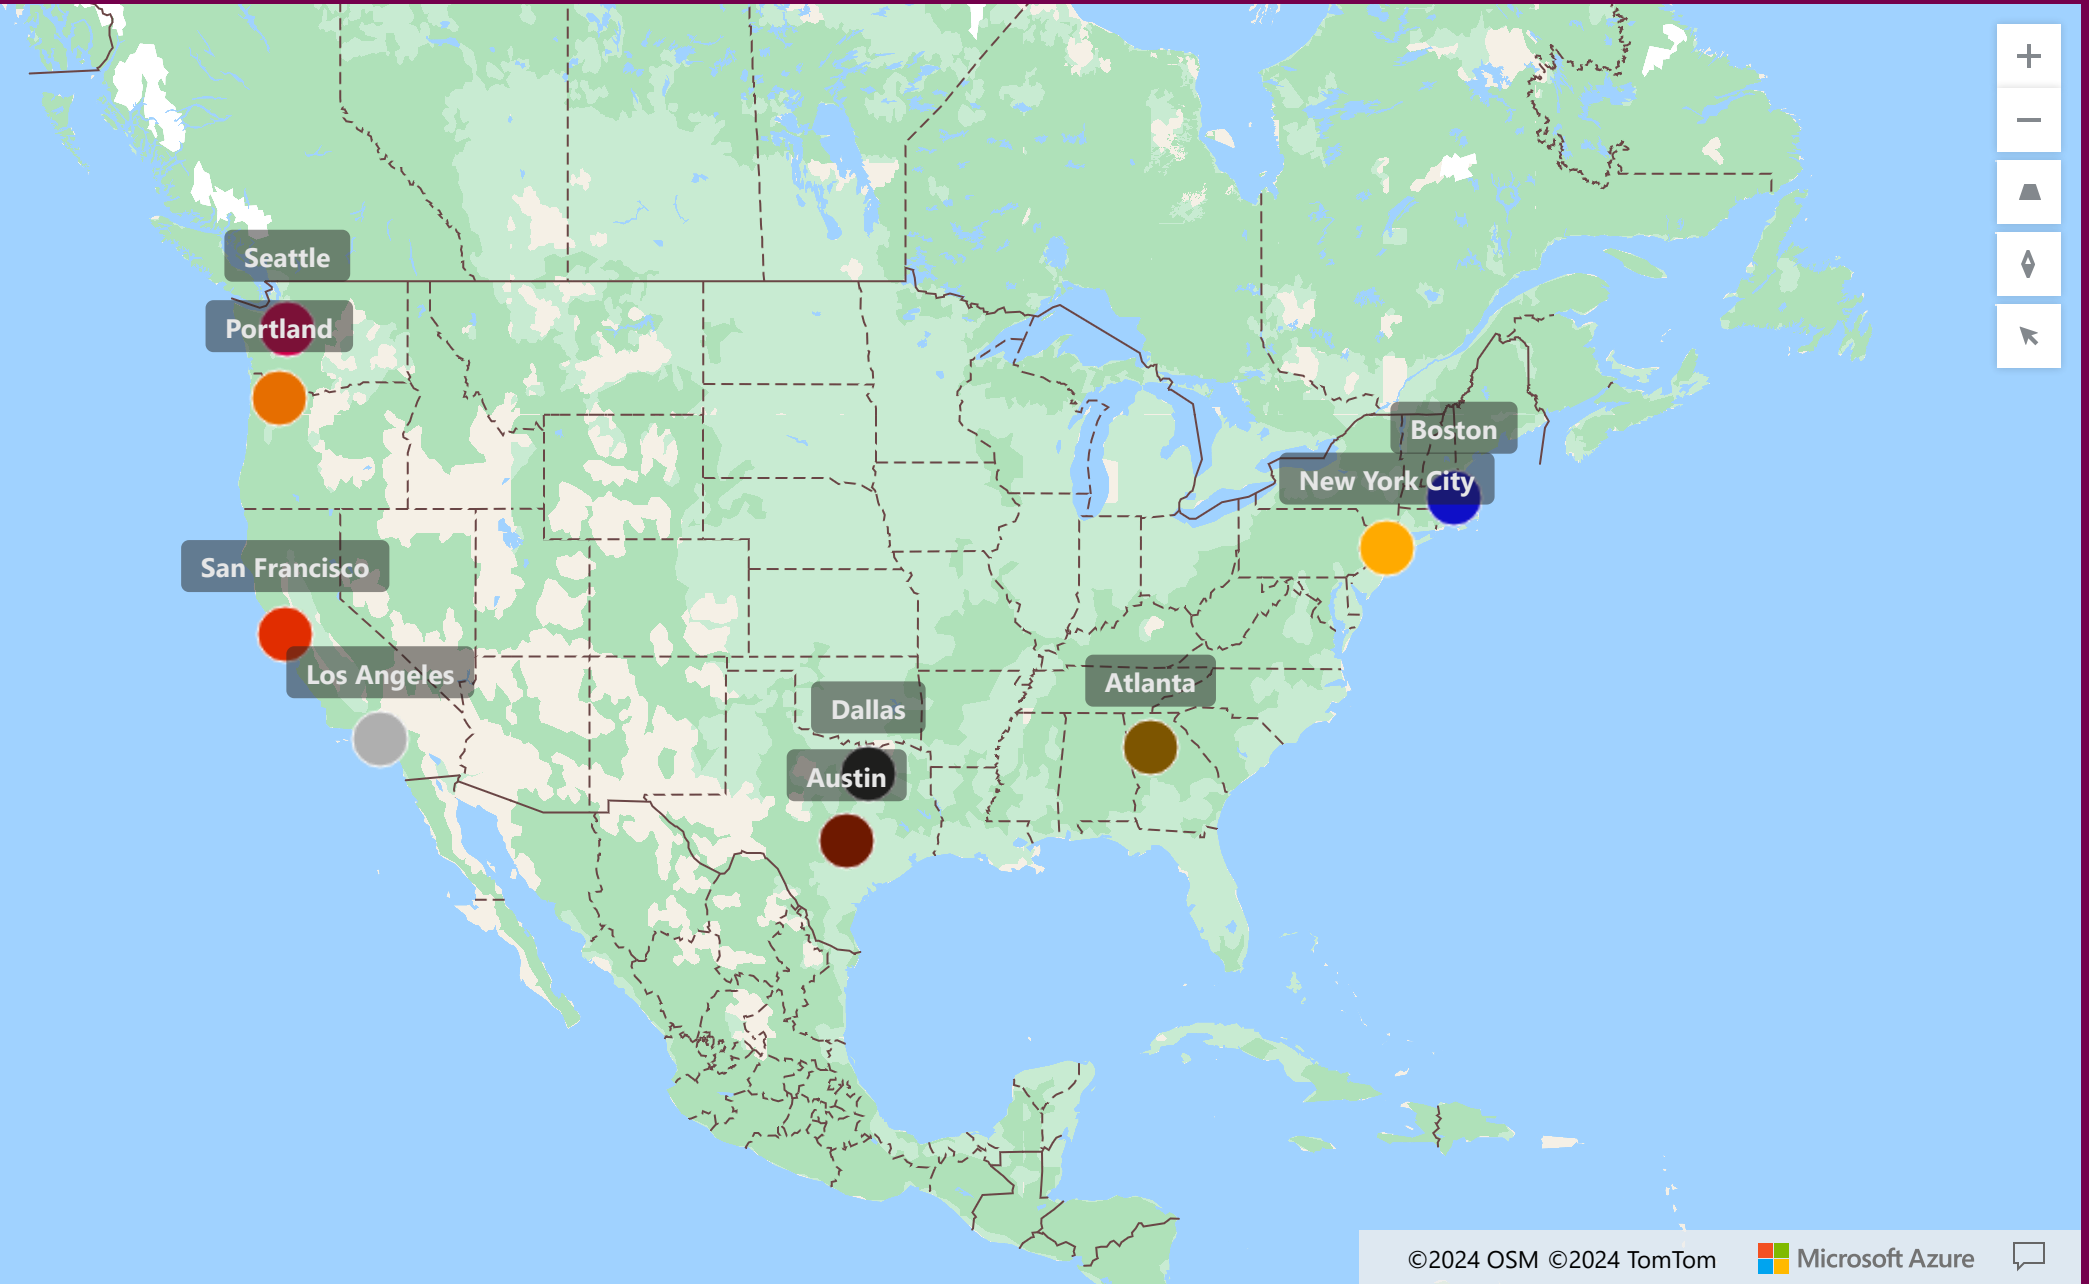 Seattle
Portland
Boston
New York City
San Francisco
Los Angeles
Atlanta
Dallas
Austin
©2024 OSM ©2024 TomTom
Microsoft Azure